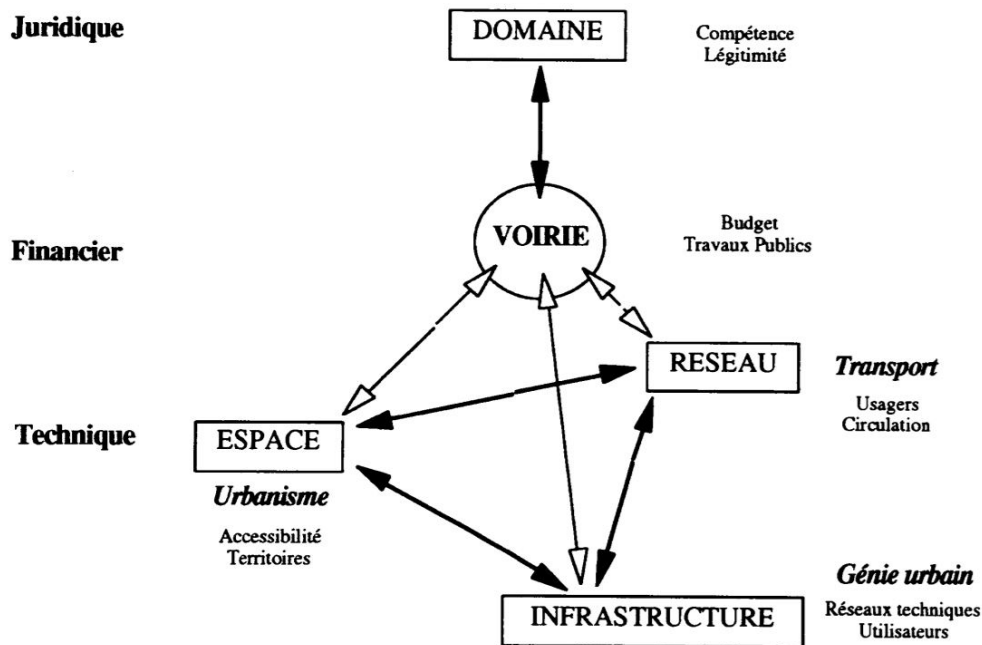 Juridique
DOMAINE
Compétence
Légitimité
Financier
VOIRIE
Budget
Travaux Publics
RESEAU
Transport
Usagers
Circulation
Technique
ESPACE
Urbanisme
Accessibilité
Territoires
Génie urbain
INFRASTRUCTURE
Réseaux techniques
Utilisateurs